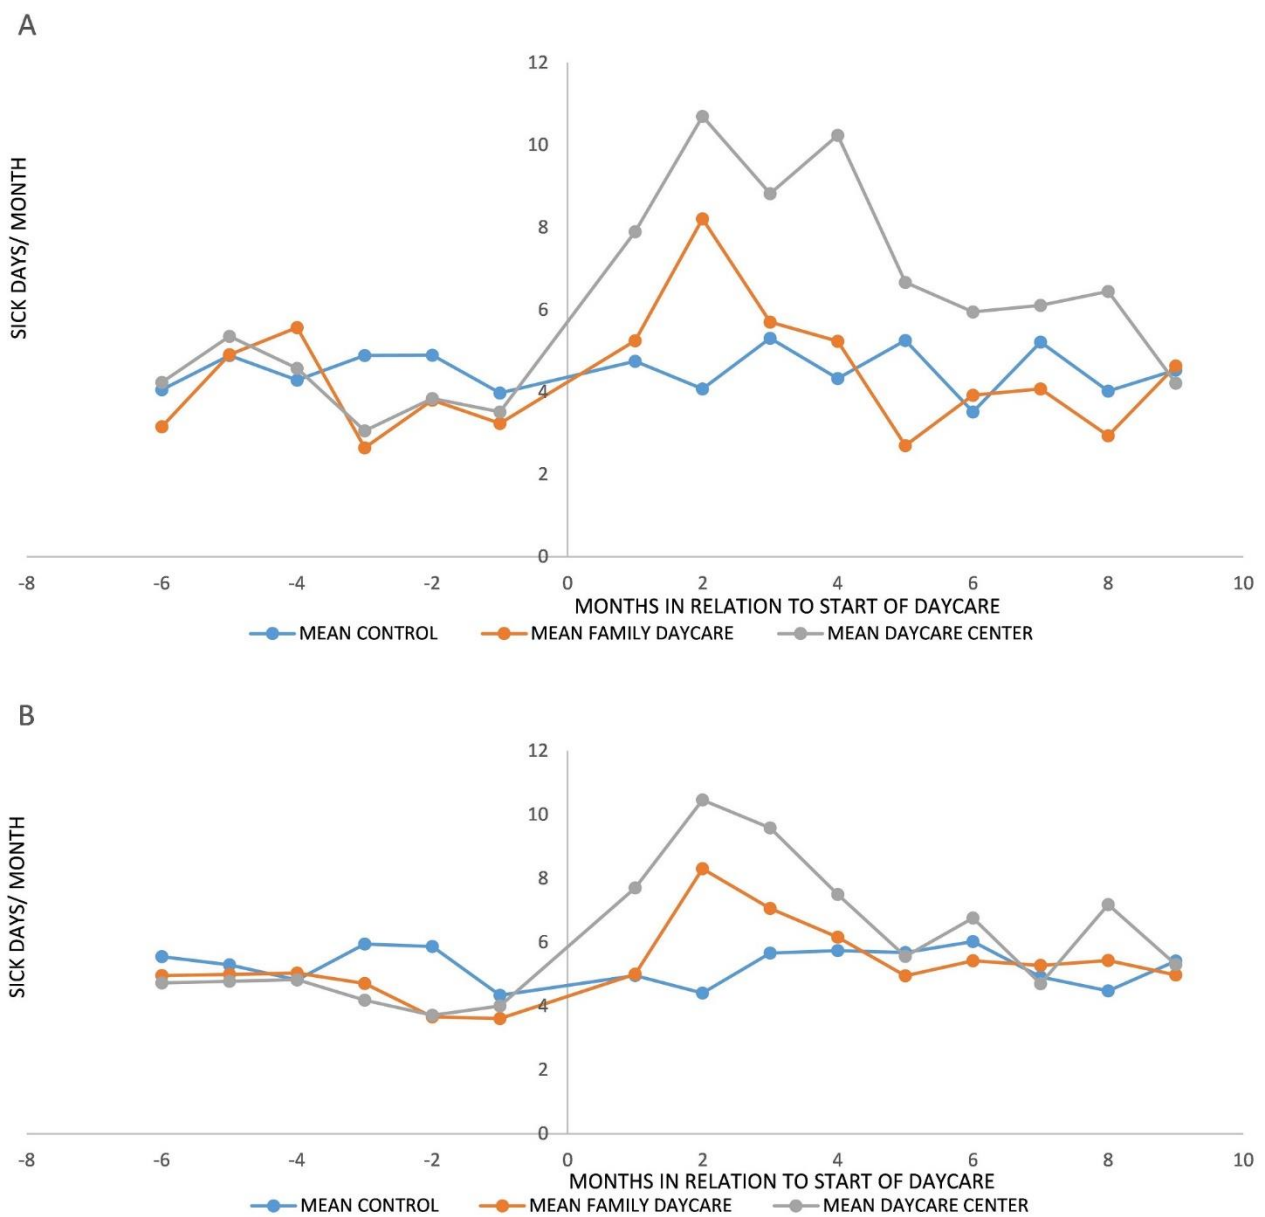 A
SICK DAYS/ MONTH
12
10
8
6
4
2
0
-8 -6 -4 -2 0 2 4 6 8 10
MONTHS IN RELATION TO START OF DAYCARE
MEAN CONTROL MEAN FAMILY DAYCARE MEAN DAYCARE CENTER
B
SICK DAYS/ MONTH
12
10
8
6
4
2
0
-8 -6 -4 -2 0 2 4 6 8 10
MONTHS IN RELATION TO START OF DAYCARE
MEAN CONTROL MEAN FAMILY DAYCARE MEAN DAYCARE CENTER